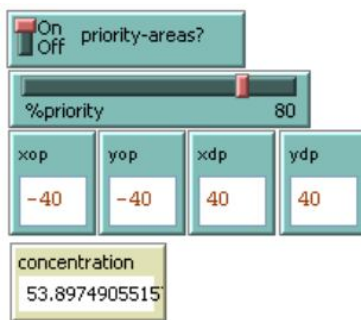 On
Off
priority-areas?
%priority 80
xop yop xdp ydp
-40 -40 40 40
concentration
53.8974905515